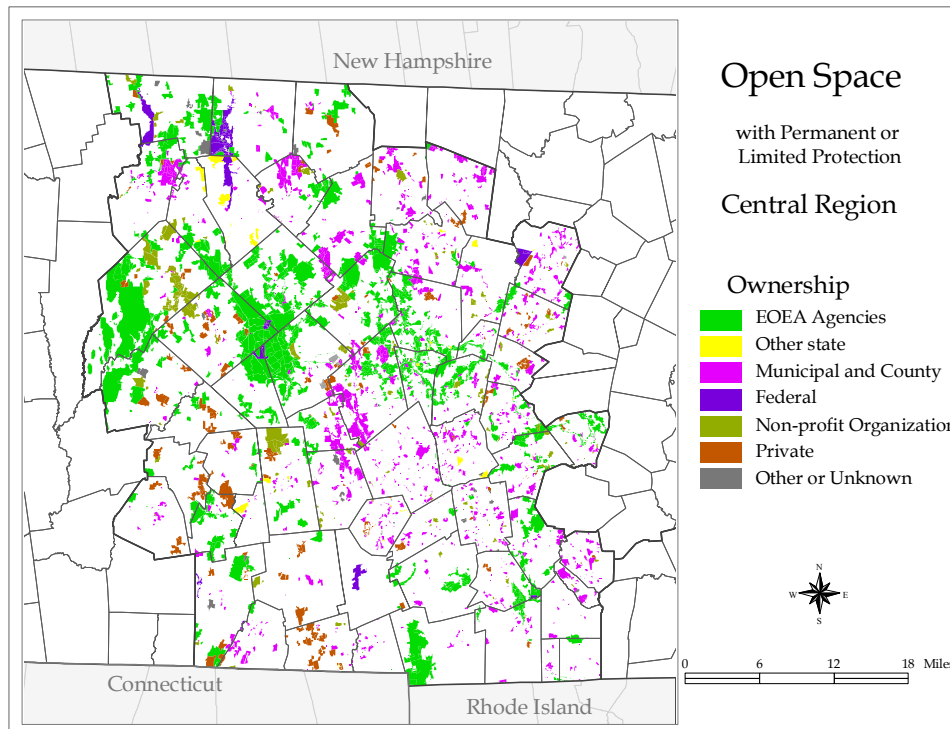 New Hampshire
Open Space
with Permanent or
Limited Protection
Central Region
Ownership
EOEA Agencies
Other state
Municipal and County
Federal
Non-profit Organization
Private
Other or Unknown
N
W E
S
0 6 12 18 Miles
Connecticut
Rhode Island